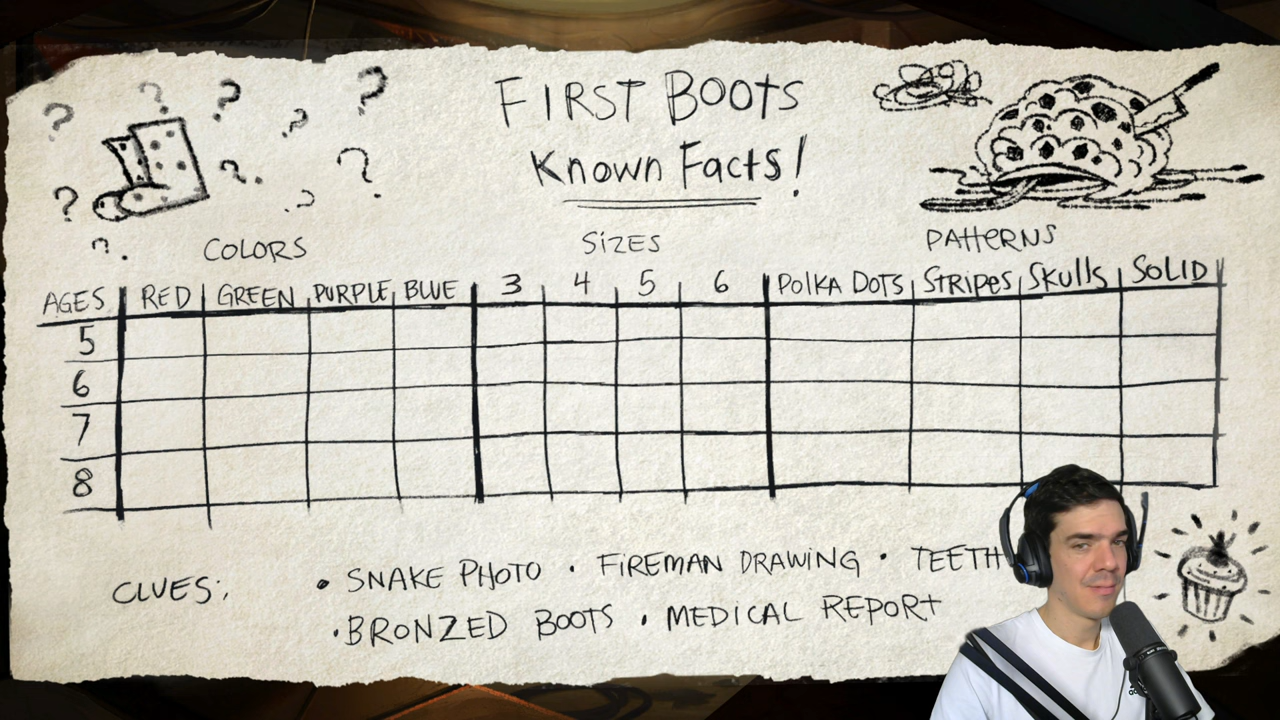 FIRST BOOTS
Known Facts!
COLORS SiZES PATTERNS
AGES RED GREEN PURPLE BLUE 3 4 5 6 POLKA DOTS Stripes Skulls SOLID
5
6
7
8
CLUES: • SNAKE PHOTO • FiREMAN DRAWING • TEETH
• BRONZED BOOTS • MEDICAL REPORT